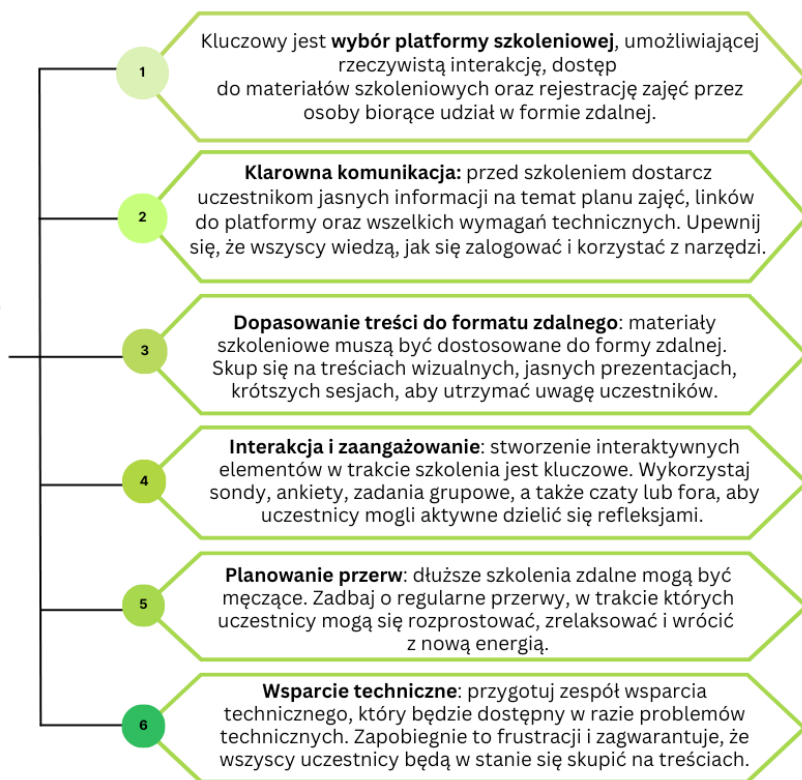 1
Kluczowy jest wybór platformy szkoleniowej, umożliwiającej
rzeczywistą interakcję, dostęp
do materiałów szkoleniowych oraz rejestrację zajęć przez
osoby biorące udział w formie zdalnej.
2
Klarowna komunikacja: przed szkoleniem dostarcz
uczestnikom jasnych informacji na temat planu zajęć, linków
do platformy oraz wszelkich wymagań technicznych. Upewnij
się, że wszyscy wiedzą, jak się zalogować i korzystać z narzędzi.
3
Dopasowanie treści do formatu zdalnego: materiały
szkoleniowe muszą być dostosowane do formy zdalnej.
Skup się na treściach wizualnych, jasnych prezentacjach,
krótszych sesjach, aby utrzymać uwagę uczestników.
4
Interakcja i zaangażowanie: stworzenie interaktywnych
elementów w trakcie szkolenia jest kluczowe. Wykorzystaj
sondy, ankiety, zadania grupowe, a także czaty lub fora, aby
uczestnicy mogli aktywne dzielić się refleksjami.
5
Planowanie przerw: dłuższe szkolenia zdalne mogą być
męczące. Zadbaj o regularne przerwy, w trakcie których
uczestnicy mogą się rozprostować, zrelaksować i wrócić
z nową energią.
6
Wsparcie techniczne: przygotuj zespół wsparcia
technicznego, który będzie dostępny w razie problemów
technicznych. Zapobiegnie to frustracji i zagwarantuje, że
wszyscy uczestnicy będą w stanie się skupić na treściach.